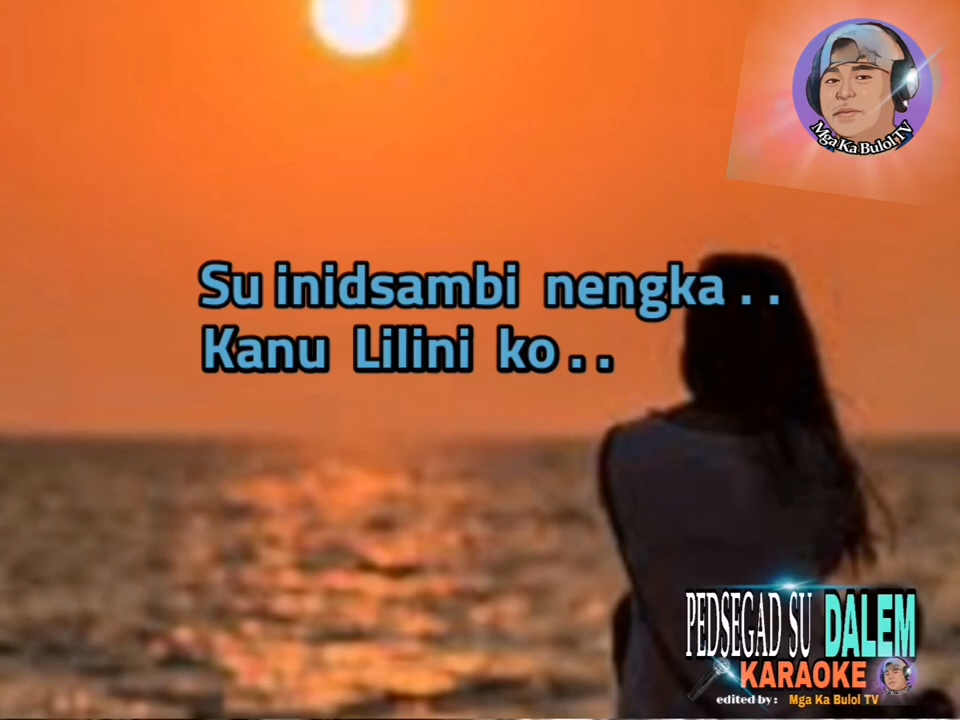 Mga Ka Bulol TV
Su inidsambi nengka . .
Kanu Lilini ko . .
PEDSEGAD SU DALEM
KARAOKE
edited by : Mga Ka Bulol TV